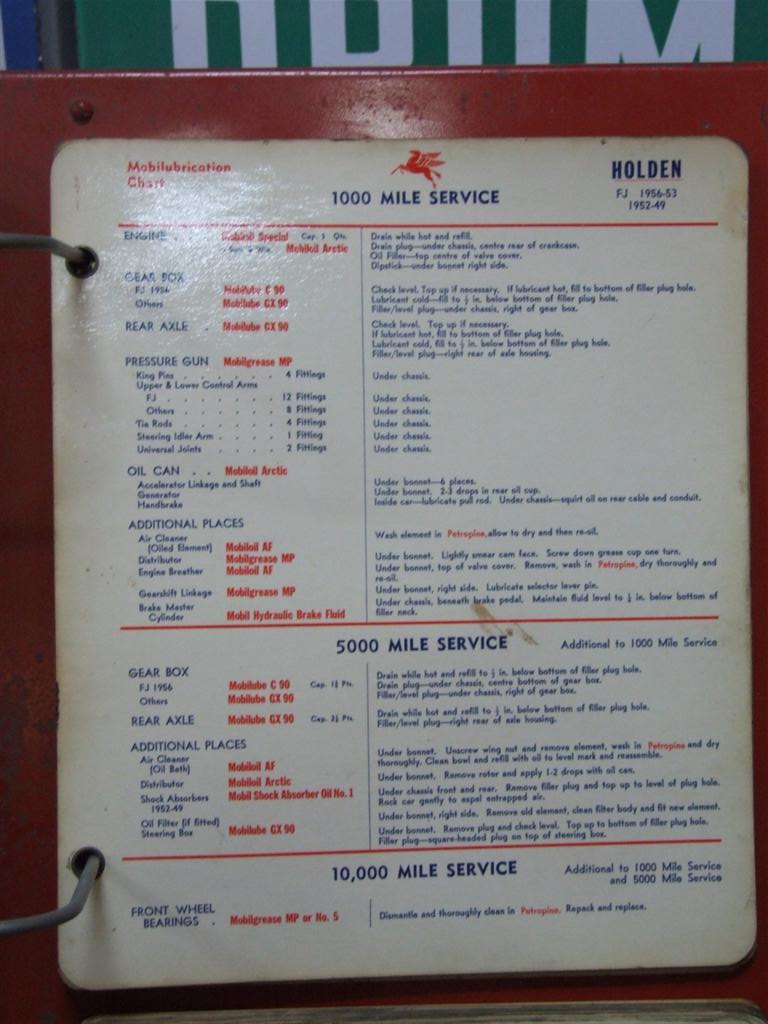 Mobilubrication
Chart
1000 MILE SERVICE
HOLDEN
FJ 1956-53
1952-49
ENGINE . Mobiloil Special Cap. 5 Qts.
Mobiloil Arctic
Drain while hot and refill.
Drain plug—under chassis, centre rear of crankcase.
Oil Filler—top centre of valve cover.
Dipstick—under bonnet right side.
GEAR BOX
FJ 1956 Mobilube C 90
Others Mobilube GX 90
Check level. Top up if necessary. If lubricant hot, fill to bottom of filler plug hole.
Lubricant cold—fill to ½ in. below bottom of filler plug hole.
Filler/level plug—under chassis, right of gear box.
REAR AXLE . Mobilube GX 90
Check level. Top up if necessary.
If lubricant hot, fill to bottom of filler plug hole.
Lubricant cold, fill to ½ in. below bottom of filler plug hole.
Filler/level plug—right rear of axle housing.
PRESSURE GUN Mobilgrease MP
King Pins . . . . . . 4 Fittings Under chassis.
Upper & Lower Control Arms
FJ . . . . . . 12 Fittings Under chassis.
Others . . . . . . 8 Fittings Under chassis.
Tie Rods . . . . . 4 Fittings Under chassis.
Steering Idler Arm . . . . 1 Fitting Under chassis.
Universal Joints . . . . 2 Fittings Under chassis.
OIL CAN . . Mobiloil Arctic
Accelerator Linkage and Shaft Under bonnet—6 places.
Generator Under bonnet. 2-3 drops in rear oil cup.
Handbrake Inside car—lubricate pull rod. Under chassis—squirt oil on rear cable and conduit.
ADDITIONAL PLACES
Air Cleaner
(Oiled Element) Mobiloil AF Wash element in Petropine, allow to dry and then re-oil.
Distributor Mobilgrease MP Under bonnet. Lightly smear cam face. Screw down grease cup one turn.
Engine Breather Mobiloil AF Under bonnet, top of valve cover. Remove, wash in Petropine, dry thoroughly and
re-oil.
Gearshift Linkage Mobilgrease MP Under bonnet, right side. Lubricate selector lever pin.
Brake Master
Cylinder Mobil Hydraulic Brake Fluid Under chassis, beneath brake pedal. Maintain fluid level to ½ in. below bottom of
filler neck.
5000 MILE SERVICE Additional to 1000 Mile Service
GEAR BOX
FJ 1956 Mobilube C 90 Cap. 1½ Pts.
Others Mobilube GX 90
Drain while hot and refill to ½ in. below bottom of filler plug hole.
Drain plug—under chassis, centre bottom of gear box.
Filler/level plug—under chassis, right of gear box.
REAR AXLE Mobilube GX 90 Cap. 2½ Pts.
Drain while hot and refill to ½ in. below bottom of filler plug hole.
Filler/level plug—right rear of axle housing.
ADDITIONAL PLACES
Air Cleaner
(Oil Bath) Mobiloil AF
Under bonnet. Unscrew wing nut and remove element, wash in Petropine and dry
thoroughly. Clean bowl and refill with oil to level mark and reassemble.
Distributor Mobiloil Arctic Under bonnet. Remove rotor and apply 1-2 drops with oil can.
Shock Absorbers Mobil Shock Absorber Oil No. 1
1952-49
Under chassis front and rear. Remove filler plug and top up to level of plug hole.
Rock car gently to expel entrapped air.
Oil Filter (if fitted) Under bonnet, right side. Remove old element, clean filter body and fit new element.
Steering Box Mobilube GX 90 Under bonnet. Remove plug and check level. Top up to bottom of filler plug hole.
Filler plug—square-headed plug on top of steering box.
10,000 MILE SERVICE
Additional to 1000 Mile Service
and 5000 Mile Service
FRONT WHEEL
BEARINGS . Mobilgrease MP or No. 5 Dismantle and thoroughly clean in Petropine. Repack and replace.